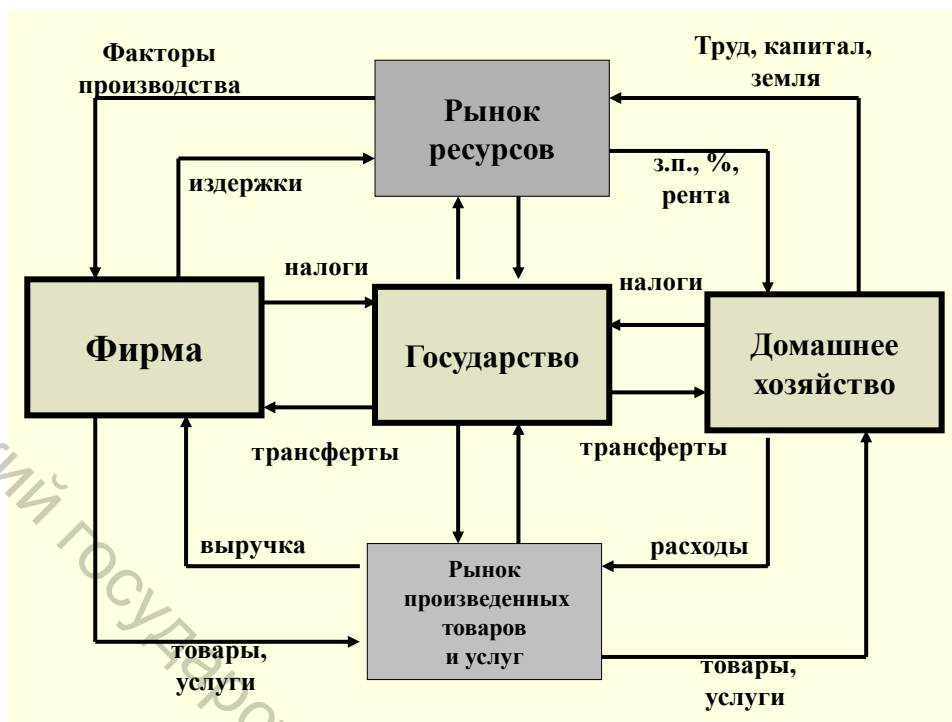 Факторы
производства
Труд, капитал,
земля
Рынок
ресурсов
издержки
з.п., %,
рента
налоги
налоги
Фирма
Государство
Домашнее
хозяйство
трансферты
трансферты
выручка
расходы
Рынок
произведенных
товаров
и услуг
товары,
услуги
товары,
услуги